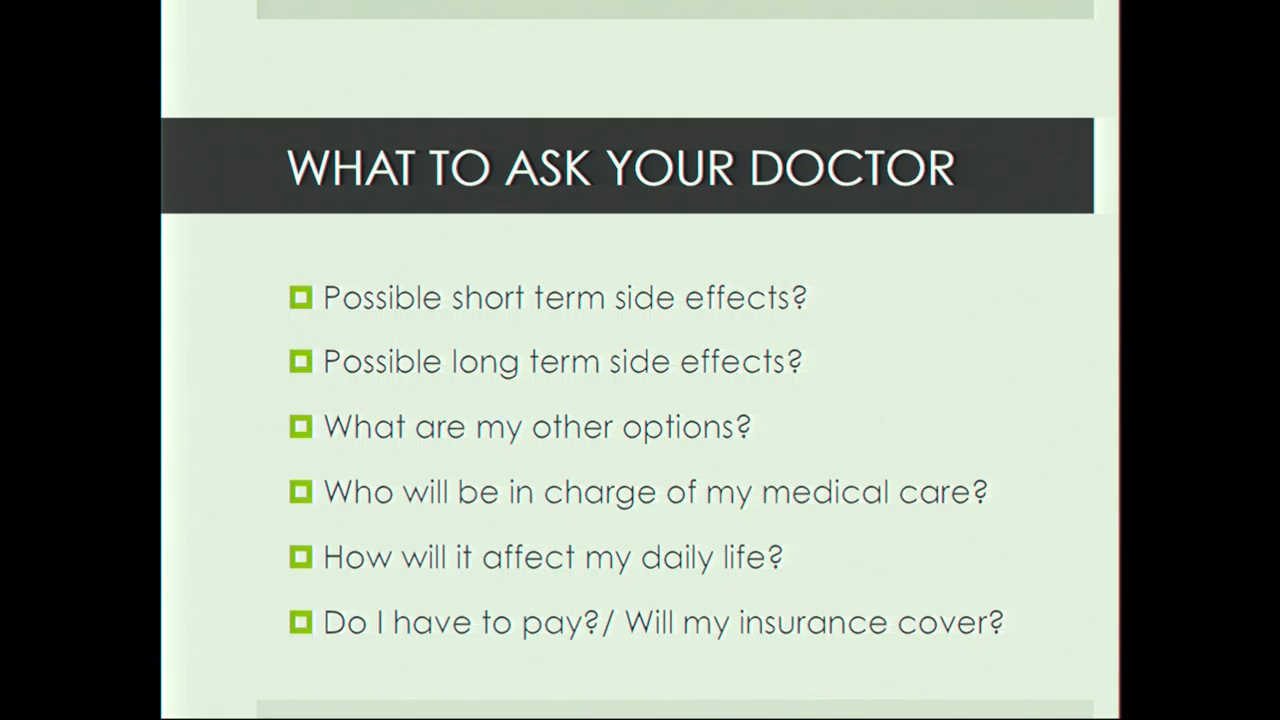 WHAT TO ASK YOUR DOCTOR
Possible short term side effects?
Possible long term side effects?
What are my other options?
Who will be in charge of my medical care?
How will it affect my daily life?
Do I have to pay?/ Will my insurance cover?